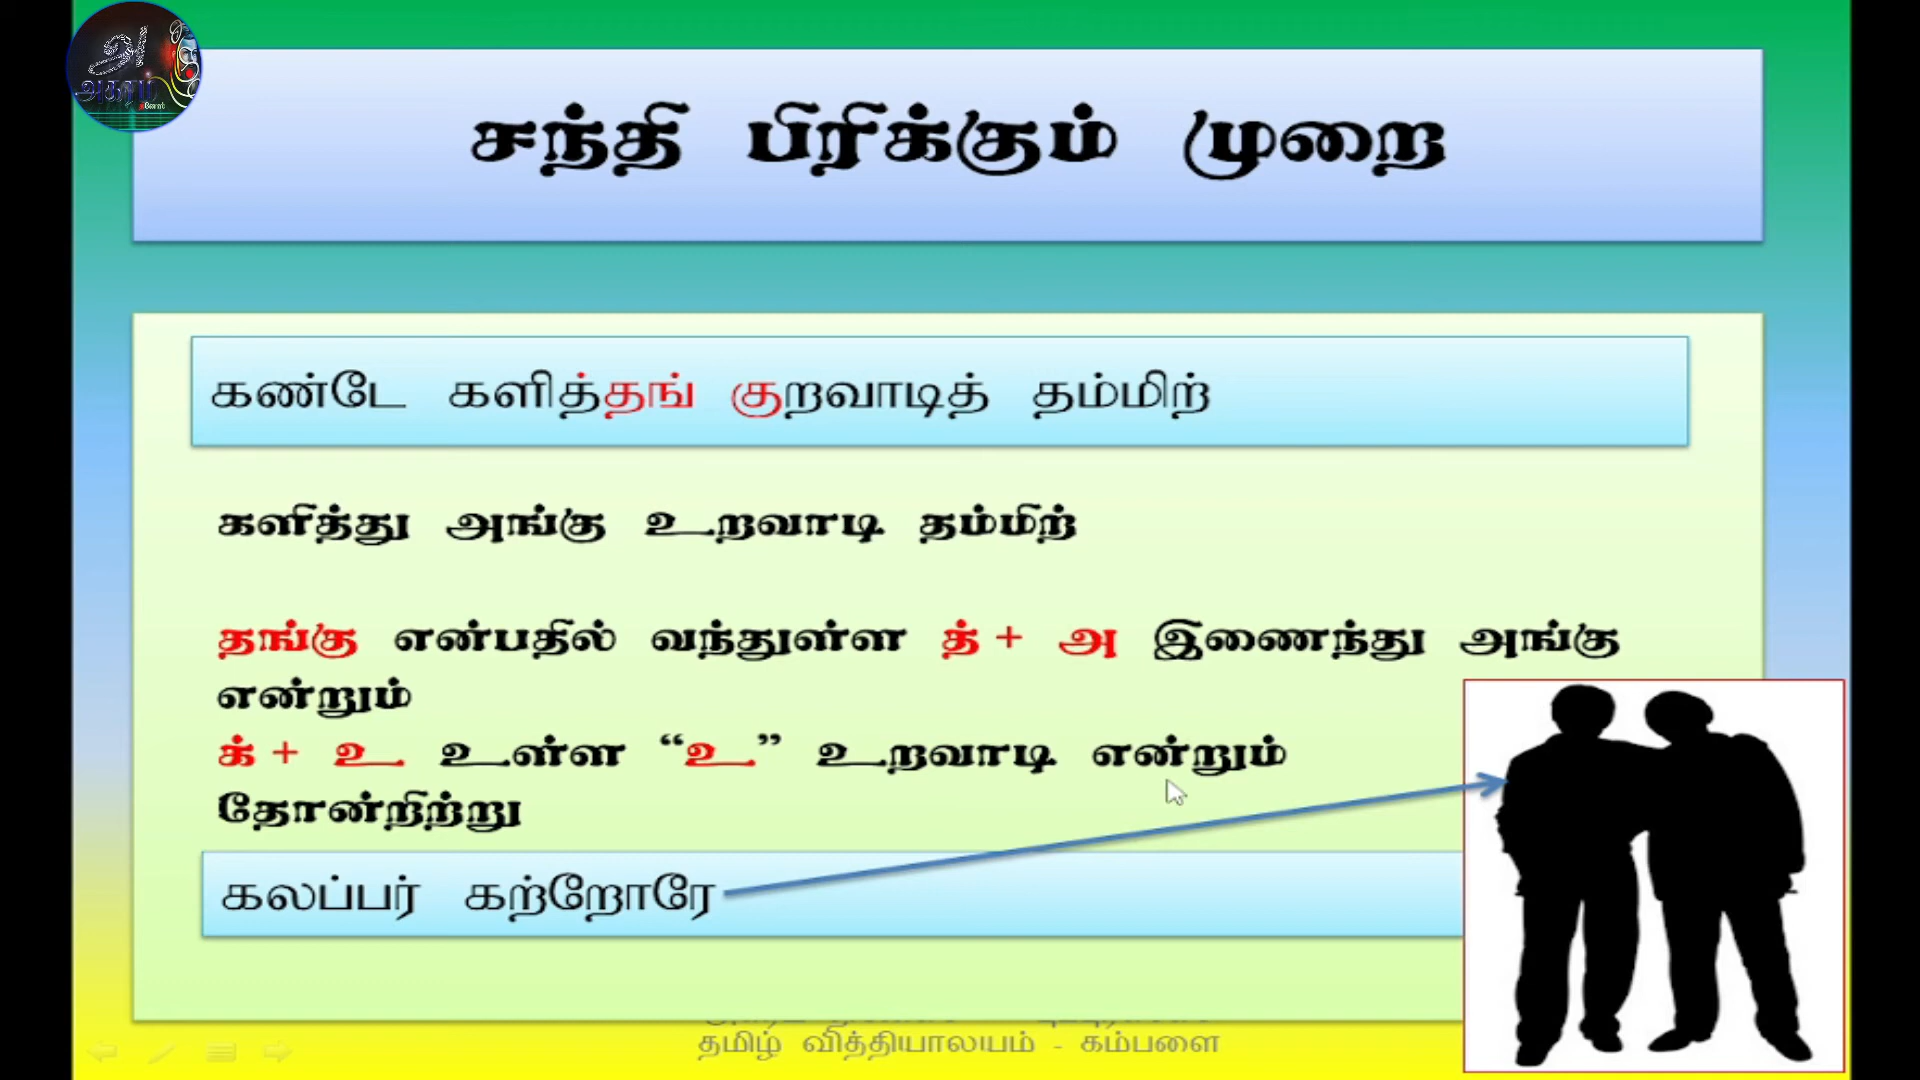 அ
அகரம்
சந்தி பிரிக்கும் முறை
கண்டே களித்தங் குறவாடித் தம்மிற்
களித்து அங்கு உறவாடி தம்மிற்
தங்கு என்பதில் வந்துள்ள த் + அ இணைந்து அங்கு
என்றும்
க் + உ உள்ள “உ” உறவாடி என்றும்
தோன்றிற்று
கலப்பர் கற்றோரே
தமிழ் வித்தியாலயம் - கம்பளை